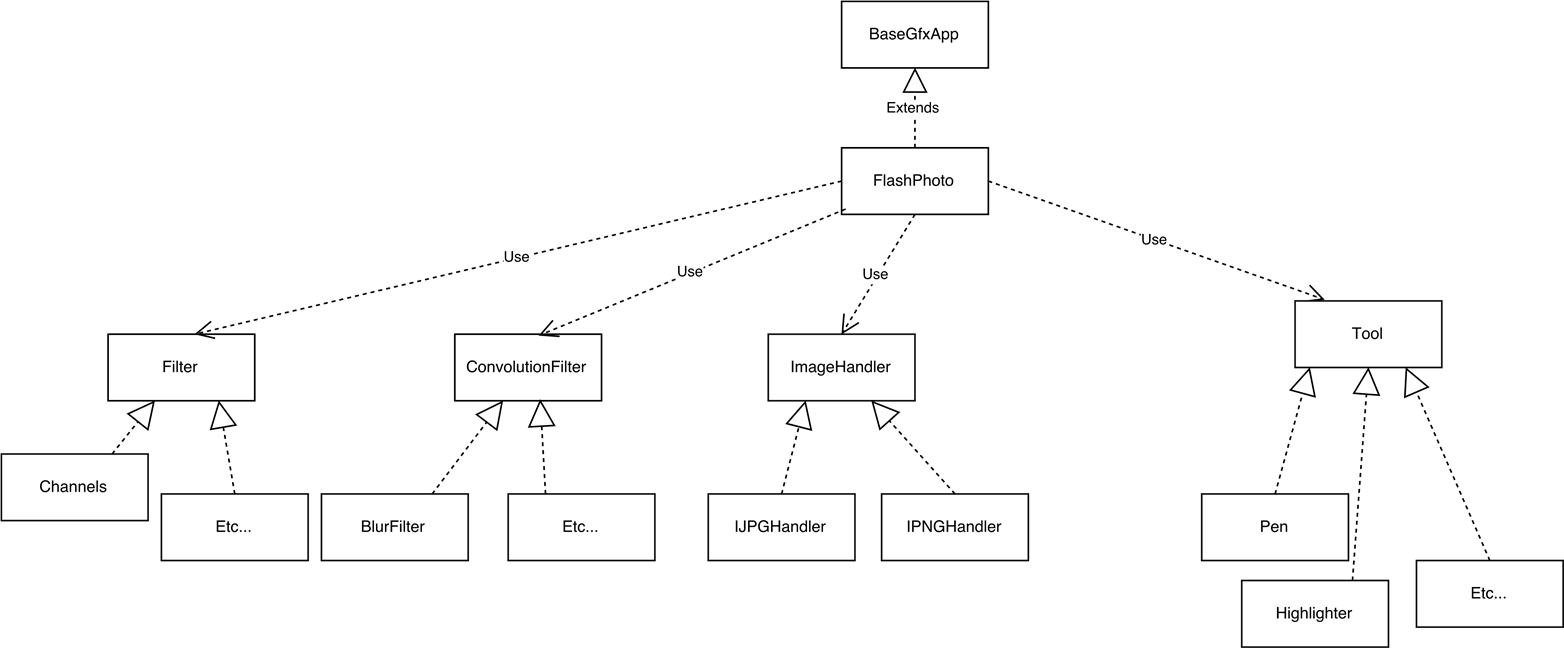 BaseGfxApp
Extends
FlashPhoto
Use
Use
Use
Use
Filter
ConvolutionFilter
ImageHandler
Tool
Channels
Etc...
BlurFilter
Etc...
IJPGHandler
IPNGHandler
Pen
Highlighter
Etc...